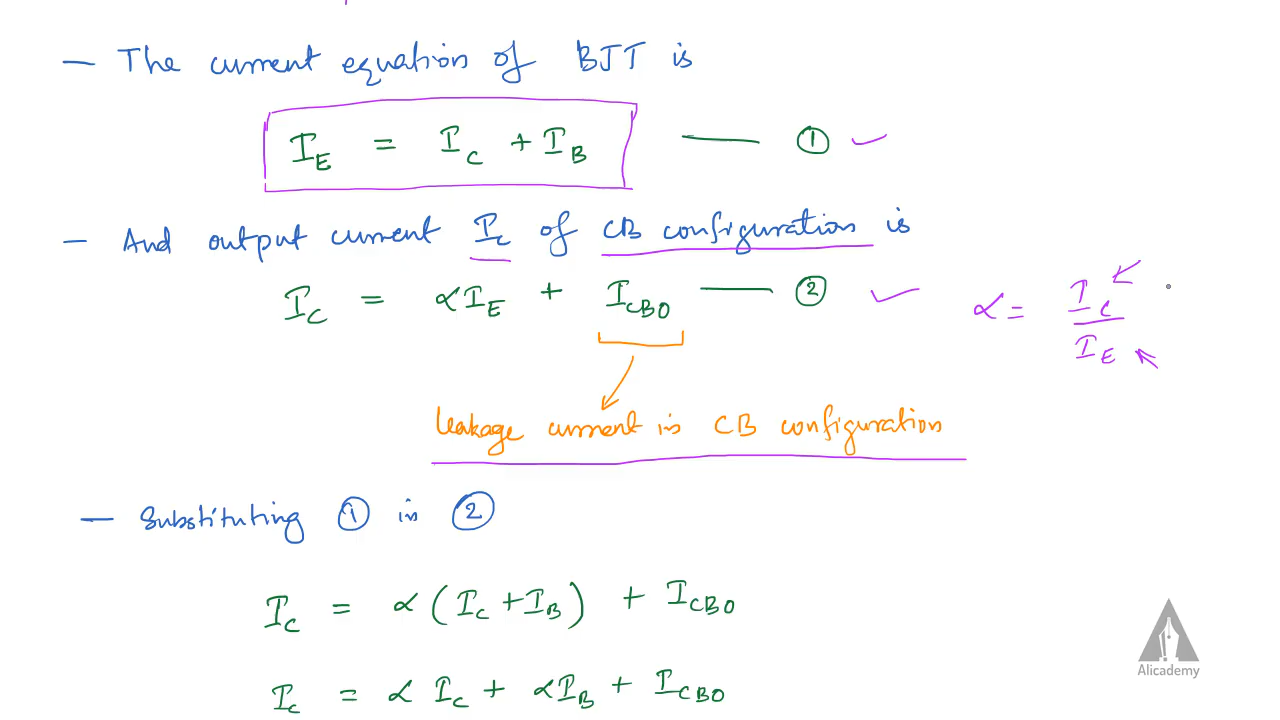 — The current equation of BJT is
I_E = I_C + I_B —— ①
— And output current I_C of CB configuration is
I_C = αI_E + I_CBO —— ②
α = I_C / I_E
leakage current in CB configuration
— Substituting ① in ②
I_C = α (I_C + I_B) + I_CBO
I_C = α I_C + αI_B + I_CBO
Alicademy